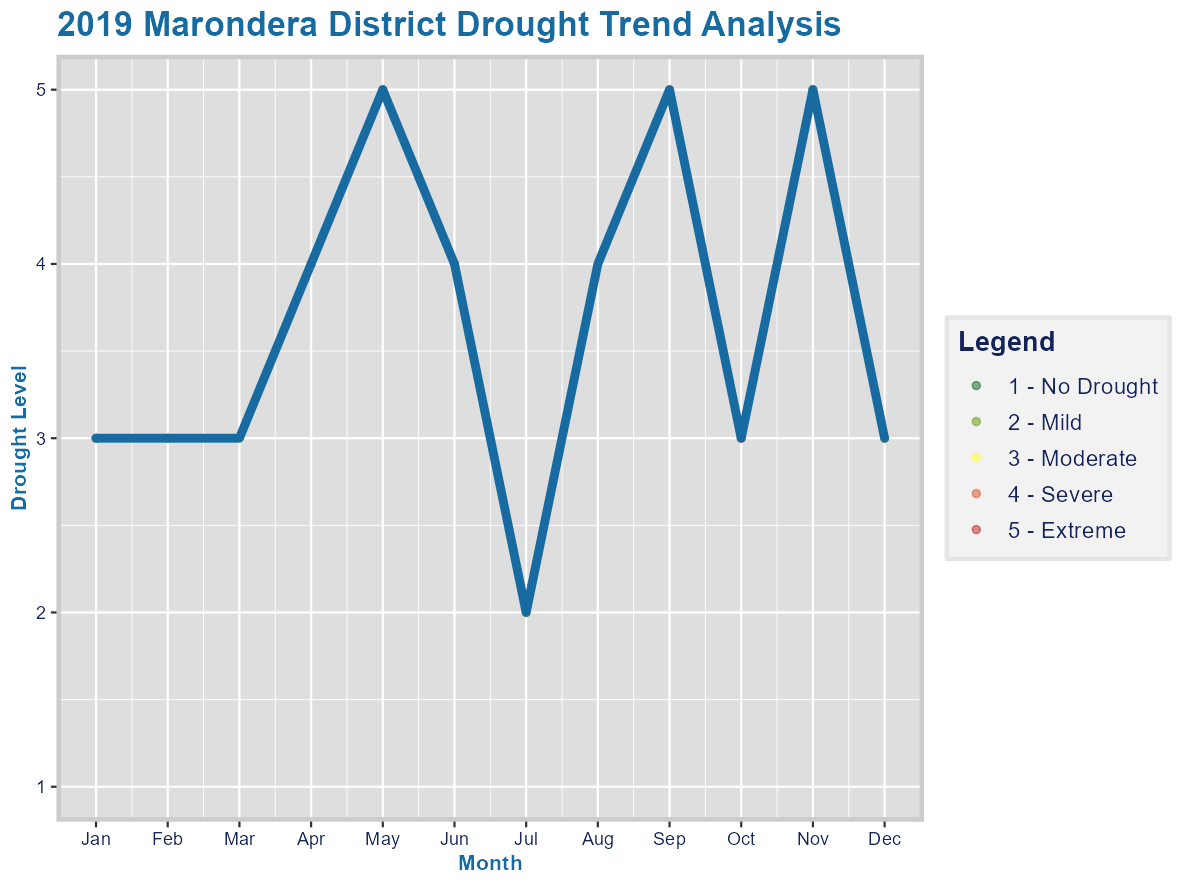 2019 Marondera District Drought Trend Analysis
Drought Level
5
4
3
2
1
Jan Feb Mar Apr May Jun Jul Aug Sep Oct Nov Dec
Month
Legend
1 - No Drought
2 - Mild
3 - Moderate
4 - Severe
5 - Extreme